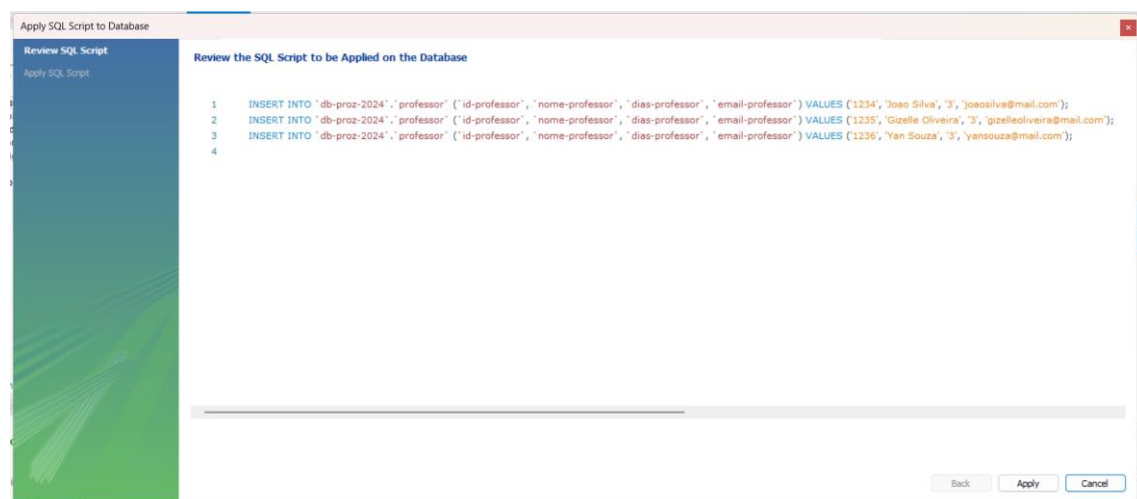 Apply SQL Script to Database
Review SQL Script
Apply SQL Script
Review the SQL Script to be Applied on the Database
1 INSERT INTO `db-proz-2024`.`professor` (`id-professor`, `nome-professor`, `dias-professor`, `email-professor`) VALUES ('1234', 'Joao Silva', '3', 'joaosilva@mail.com');
2 INSERT INTO `db-proz-2024`.`professor` (`id-professor`, `nome-professor`, `dias-professor`, `email-professor`) VALUES ('1235', 'Gizelle Oliveira', '3', 'gizelleoliveira@mail.com');
3 INSERT INTO `db-proz-2024`.`professor` (`id-professor`, `nome-professor`, `dias-professor`, `email-professor`) VALUES ('1236', 'Yan Souza', '3', 'yansouza@mail.com');
4
Back Apply Cancel